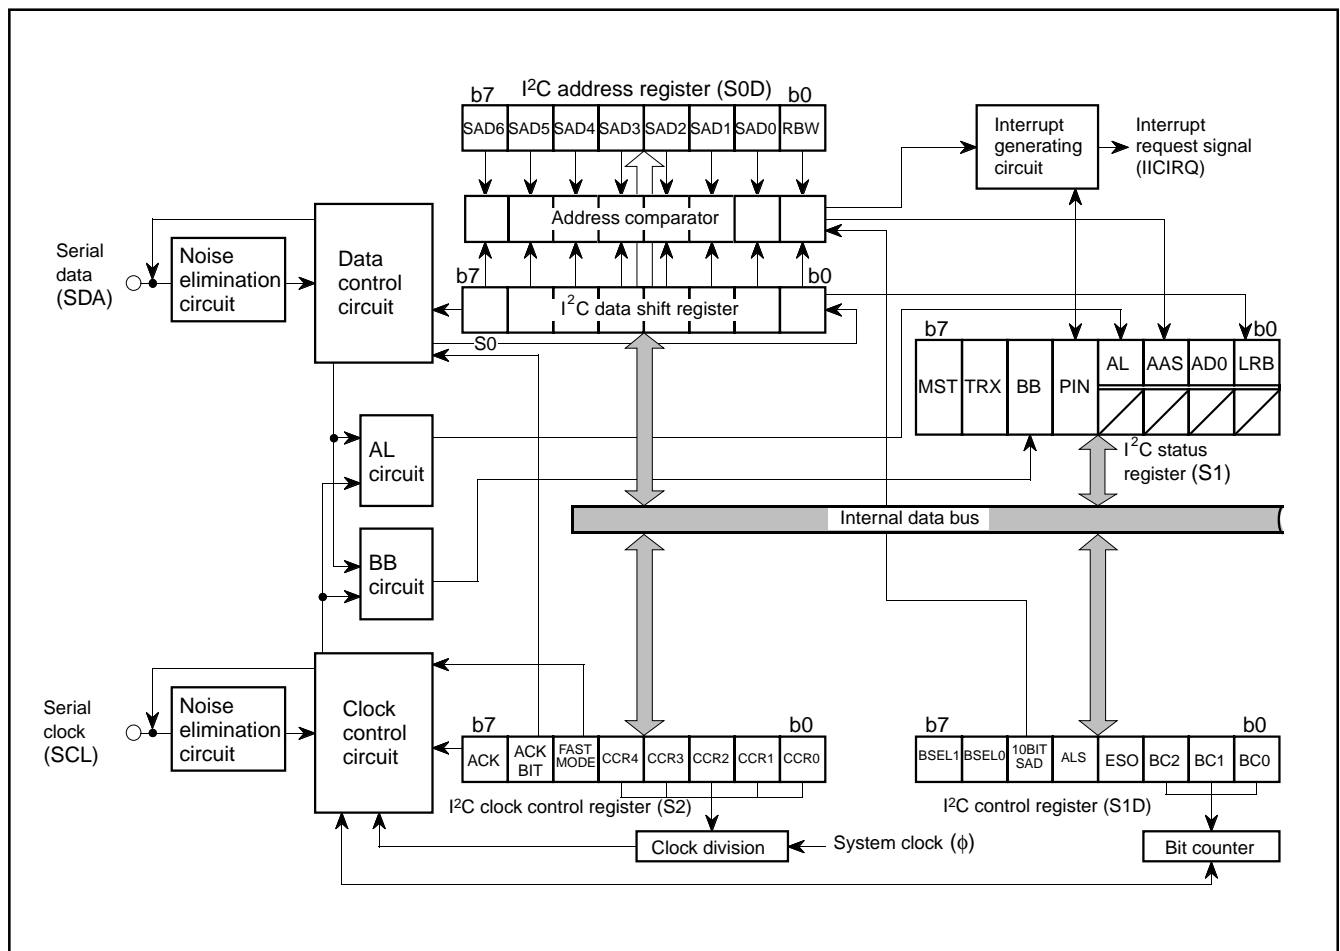 I²C address register (S0D)
b7 b0
SAD6 SAD5 SAD4 SAD3 SAD2 SAD1 SAD0 RBW
Interrupt
generating
circuit
Interrupt
request signal
(IICIRQ)
Address comparator
Serial
data
(SDA)
Noise
elimination
circuit
Data
control
circuit
b7 b0
I²C data shift register
S0
b7 b0
MST TRX BB PIN AL AAS AD0 LRB
I²C status
register (S1)
AL
circuit
Internal data bus
BB
circuit
Serial
clock
(SCL)
Noise
elimination
circuit
Clock
control
circuit
b7 b0
ACK ACK BIT FAST MODE CCR4 CCR3 CCR2 CCR1 CCR0
I²C clock control register (S2)
Clock division
System clock (ϕ)
b7 b0
BSEL1 BSEL0 10BIT SAD ALS ESO BC2 BC1 BC0
I²C control register (S1D)
Bit counter